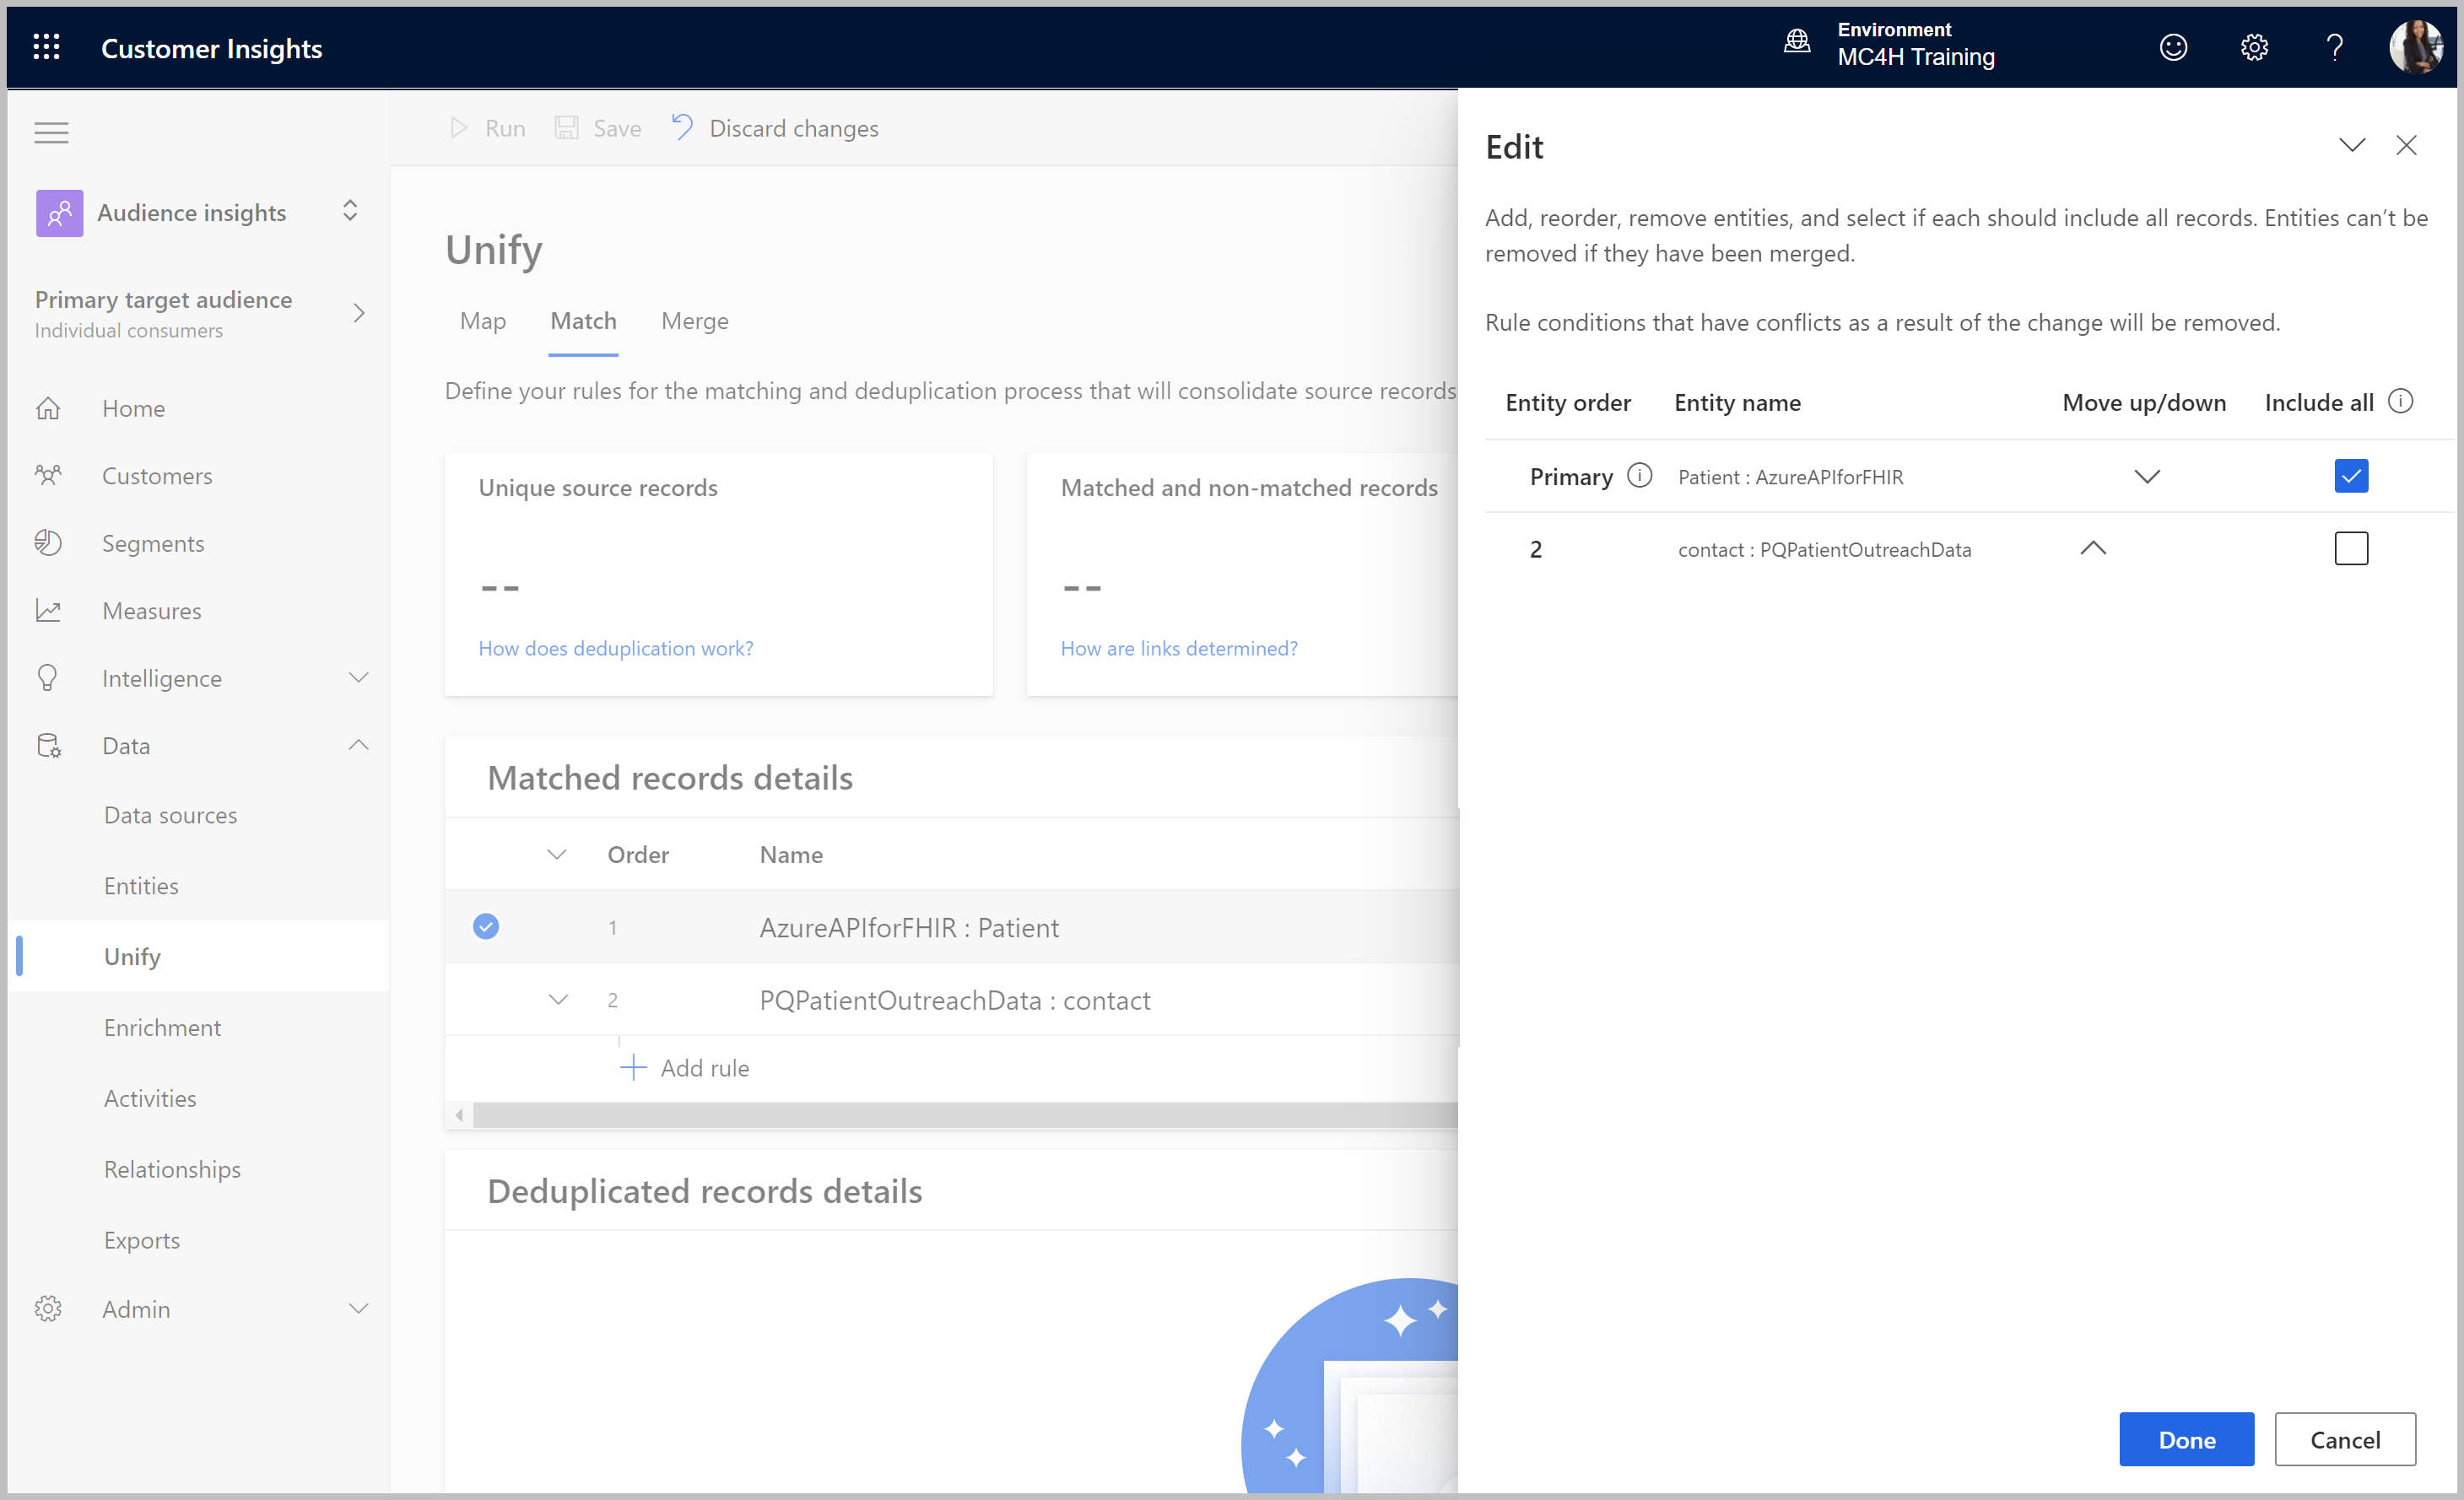 Customer Insights
Environment
MC4H Training
Audience insights
Primary target audience
Individual consumers
Home
Customers
Segments
Measures
Intelligence
Data
Data sources
Entities
Unify
Enrichment
Activities
Relationships
Exports
Admin
Run
Save
Discard changes
Unify
Map
Match
Merge
Define your rules for the matching and deduplication process that will consolidate source records
Unique source records
--
How does deduplication work?
Matched and non-matched records
--
How are links determined?
Matched records details
Order Name
1 AzureAPIforFHIR : Patient
2 PQPatientOutreachData : contact
Add rule
Deduplicated records details
Edit
Add, reorder, remove entities, and select if each should include all records. Entities can’t be
removed if they have been merged.
Rule conditions that have conflicts as a result of the change will be removed.
Entity order Entity name Move up/down Include all
Primary Patient : AzureAPIforFHIR
2 contact : PQPatientOutreachData
Done
Cancel